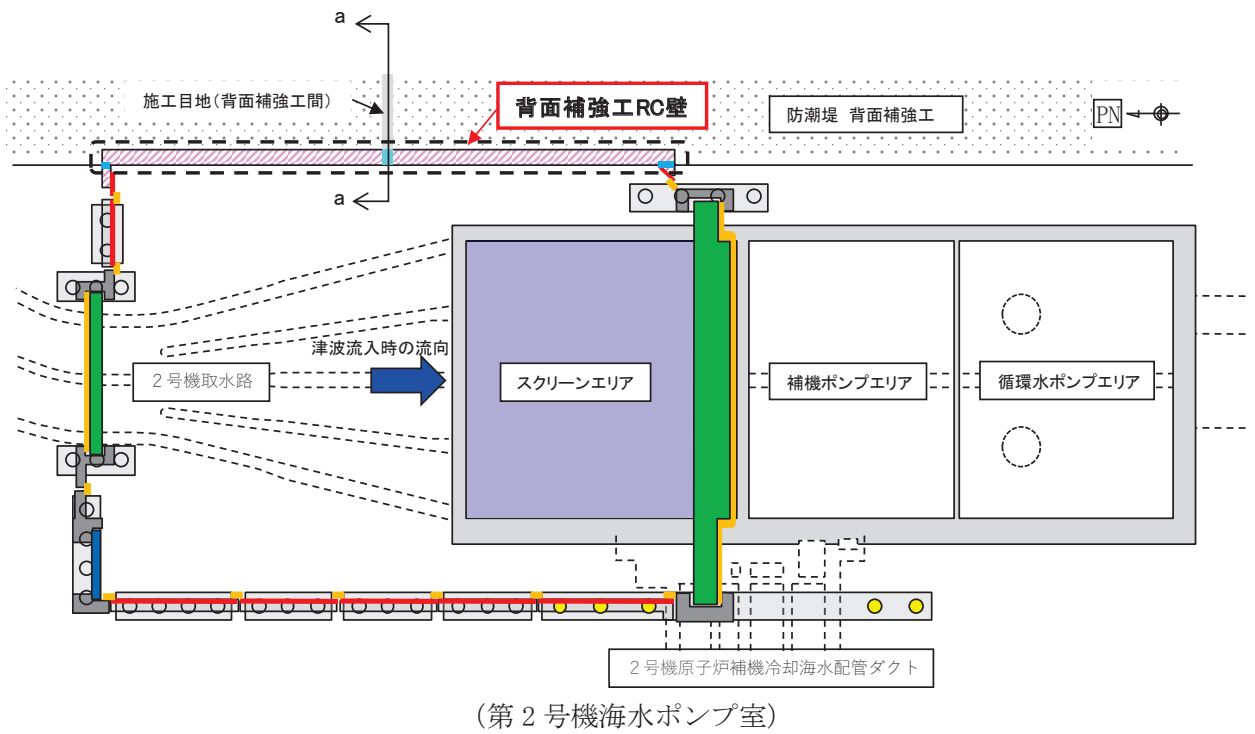 a
施工目地(背面補強工間)
背面補強工RC壁
防潮堤 背面補強工
PN
a
津波流入時の流向
2号機取水路
スクリーンエリア
補機ポンプエリア
循環水ポンプエリア
2号機原子炉補機冷却海水配管ダクト
(第2号機海水ポンプ室)